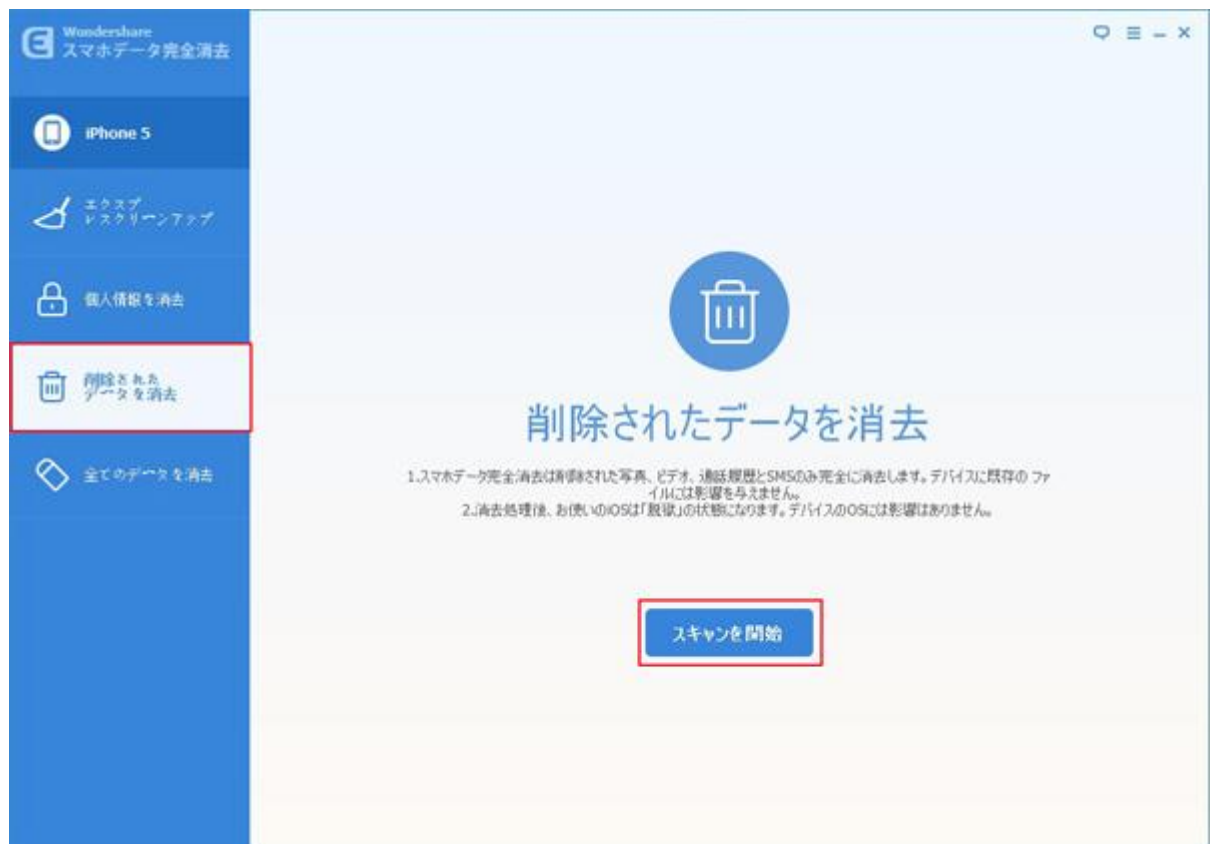 Wondershare
スマホデータ完全消去
iPhone 5
エクスプ
レスクリーンアップ
個人情報を消去
削除された
データを消去
全てのデータを消去
削除されたデータを消去
1.スマホデータ完全消去は削除された写真、ビデオ、通話履歴とSMSのみ完全に消去します。デバイスに既存の ファ
イルには影響を与えません。
2.消去処理後、お使いのiOSは「脱獄」の状態になります。デバイスのOSには影響はありません。
スキャンを開始